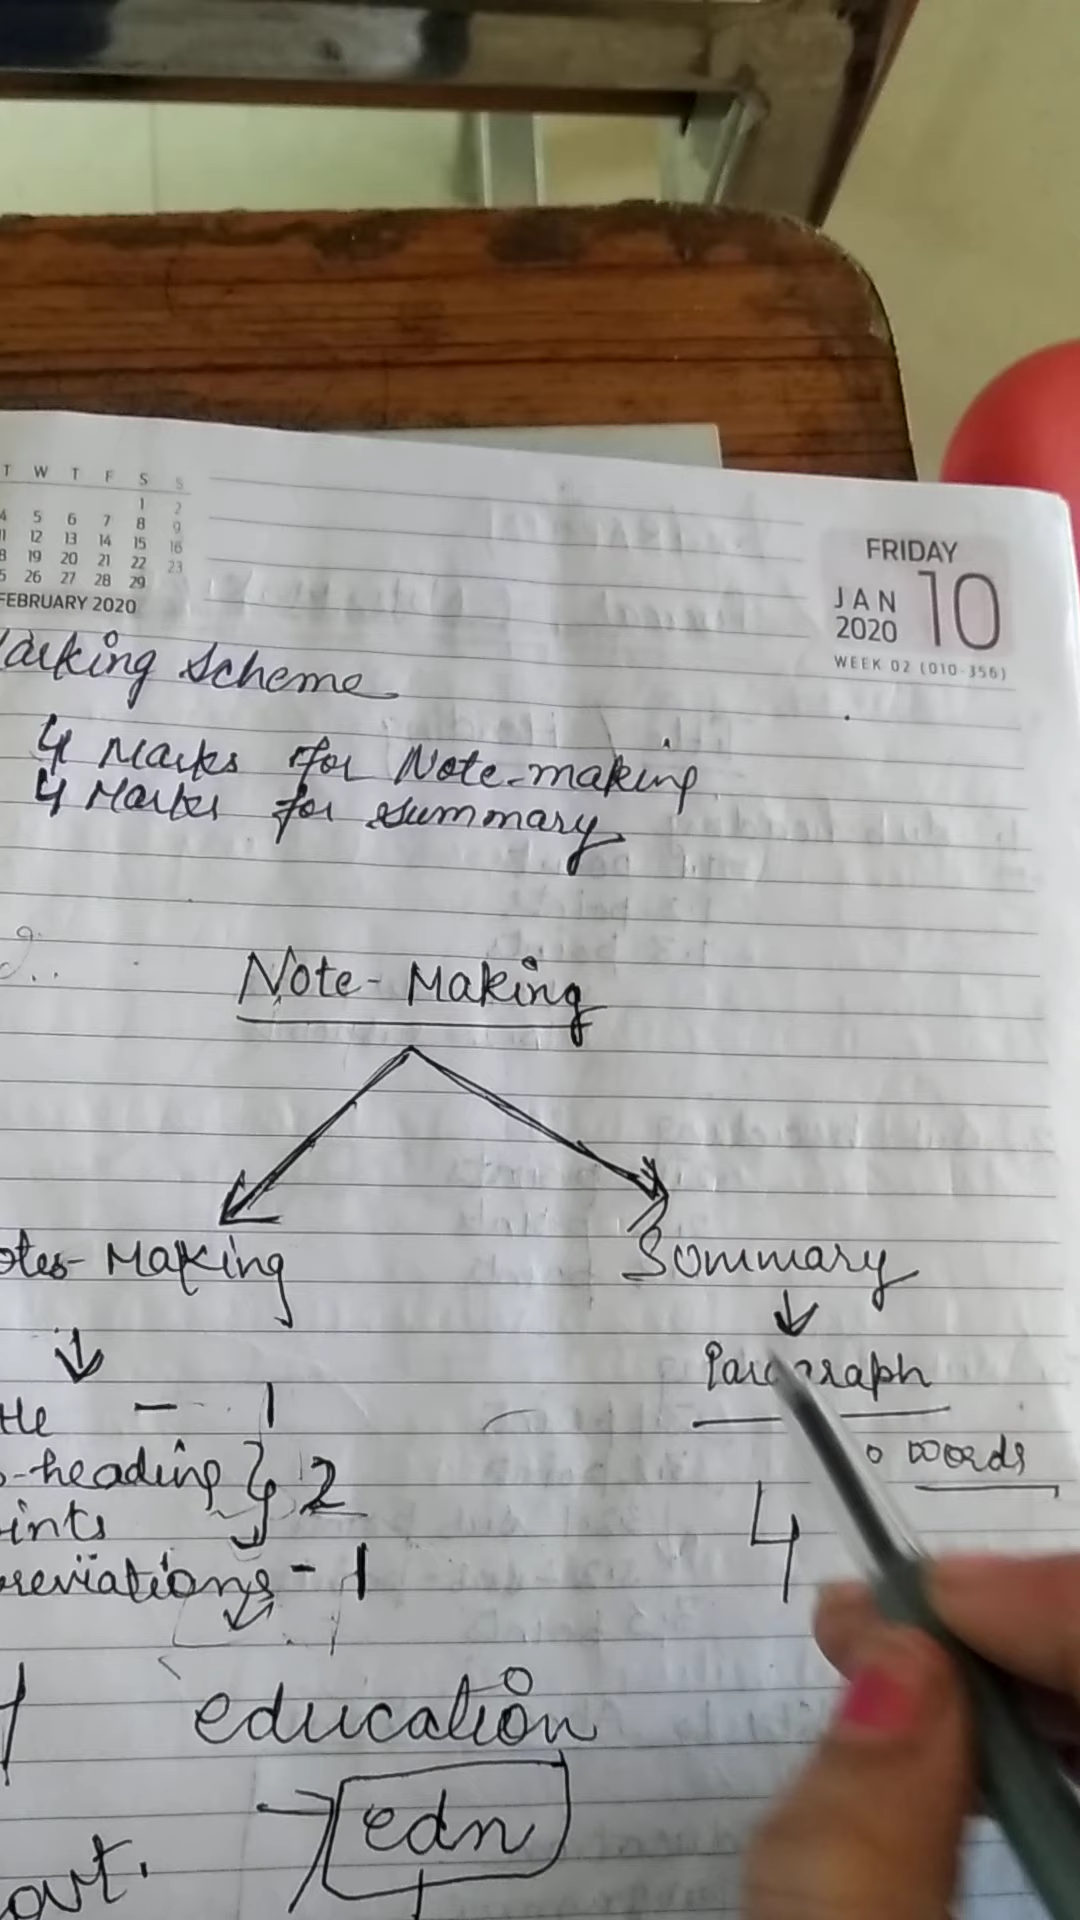 T W T F S S
1 2
4 5 6 7 8 9
11 12 13 14 15 16
8 19 20 21 22 23
5 26 27 28 29
FEBRUARY 2020
FRIDAY
JAN 10
2020
WEEK 02 (010-356)
arking Scheme
4 Marks for Note-making
4 Marks for summary
Note-Making
otes-Making
Summary
Paragraph
tle - 1
o words
-heading } 2
ints
4
reviations - 1
education
edn
ovt.